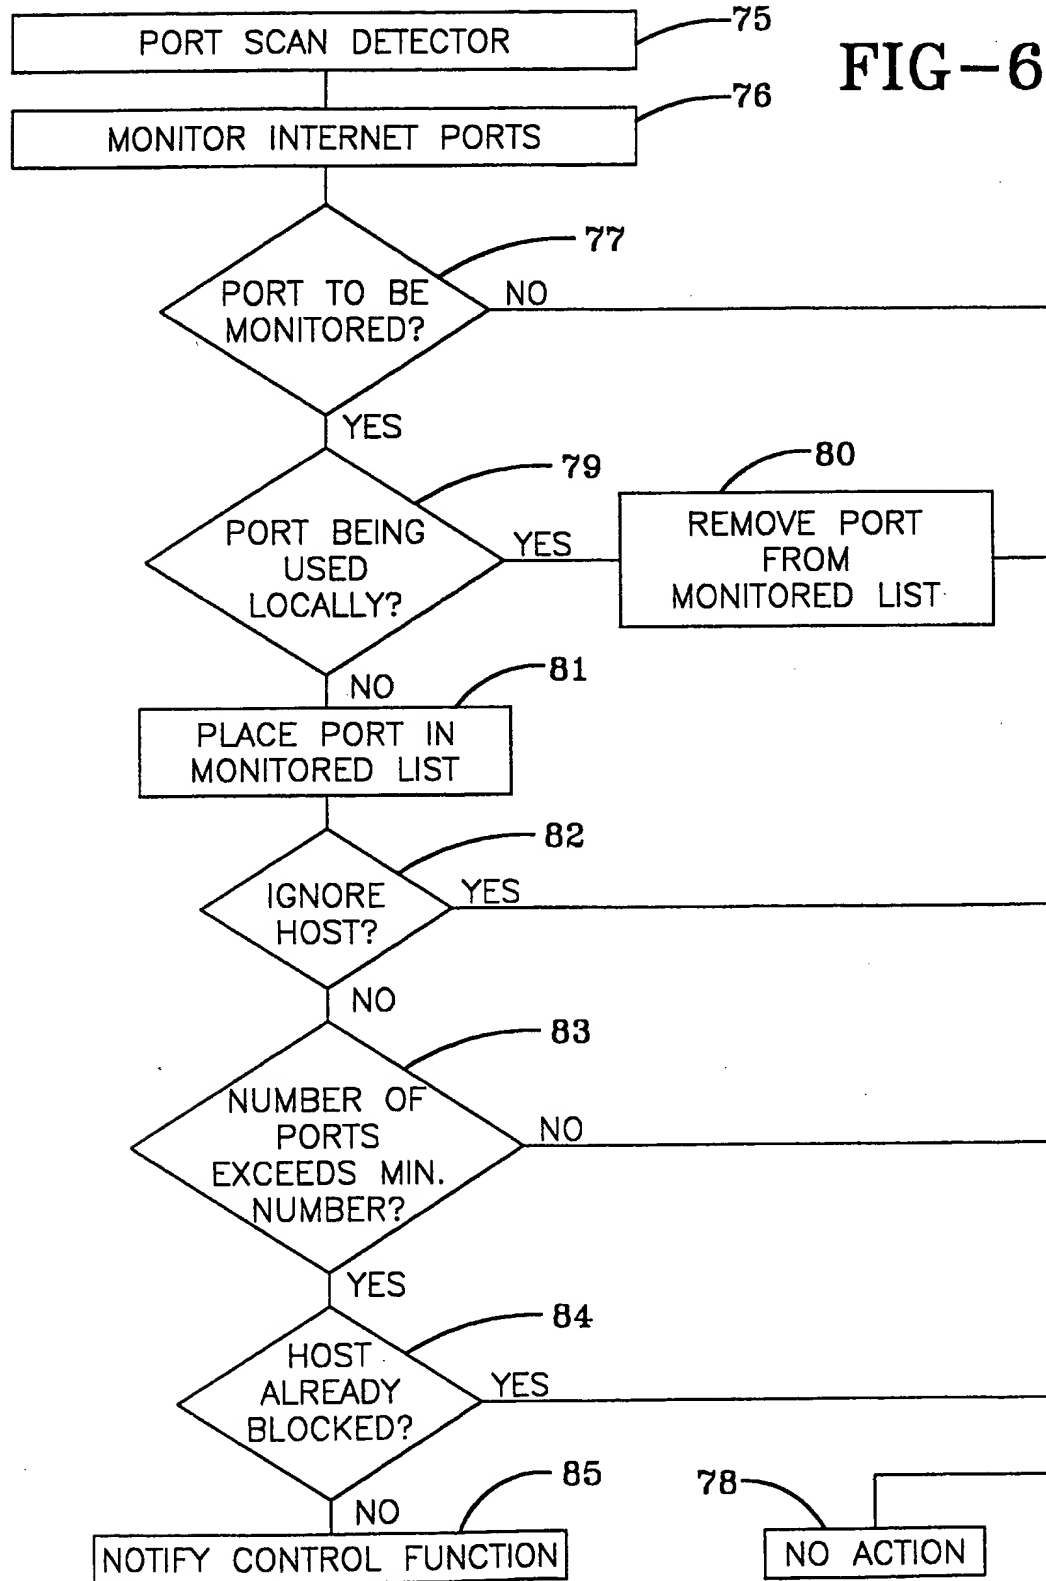 PORT SCAN DETECTOR
75
FIG-6
MONITOR INTERNET PORTS
76
77
PORT TO BE
MONITORED?
NO
YES
79
PORT BEING
USED
LOCALLY?
YES
80
REMOVE PORT
FROM
MONITORED LIST
NO
81
PLACE PORT IN
MONITORED LIST
82
IGNORE
HOST?
YES
NO
83
NUMBER OF
PORTS
EXCEEDS MIN.
NUMBER?
NO
YES
84
HOST
ALREADY
BLOCKED?
YES
NO
85
NOTIFY CONTROL FUNCTION
78
NO ACTION